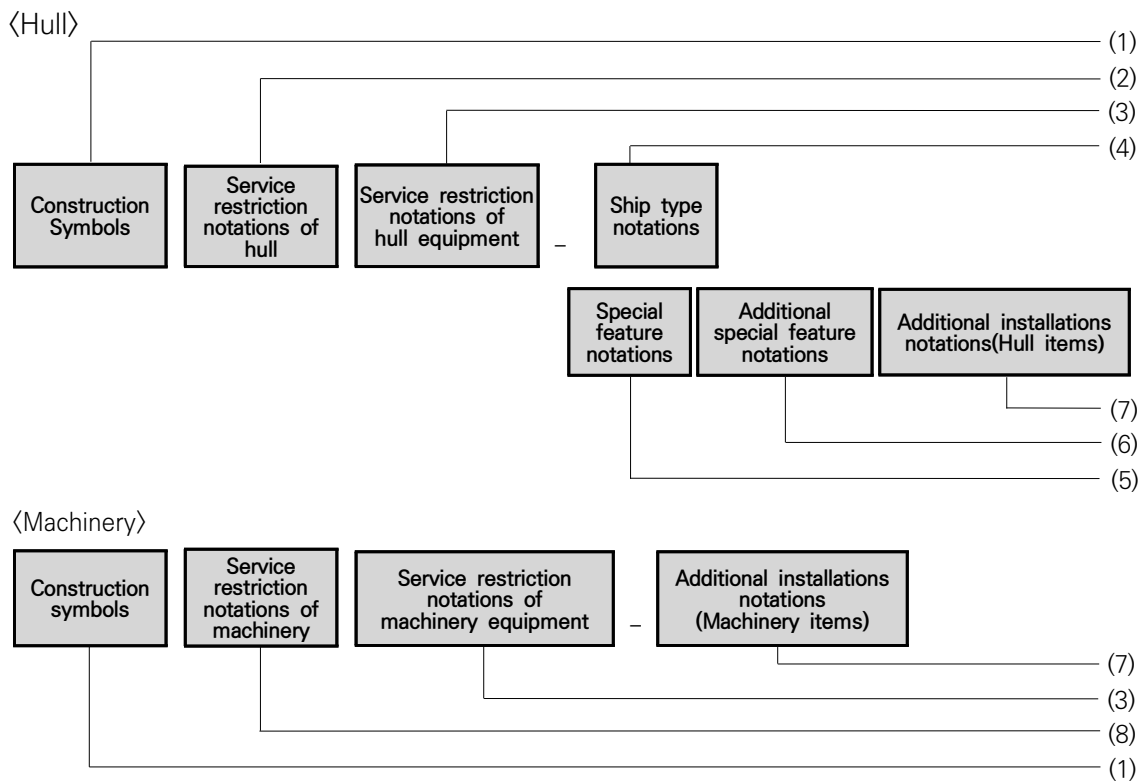 〈Hull〉
(1)
(2)
(3)
(4)
Construction
Symbols
Service
restriction
notations of
hull
Service restriction
notations of
hull equipment
–
Ship type
notations
Special
feature
notations
Additional
special feature
notations
Additional installations
notations(Hull items)
(7)
(6)
(5)
〈Machinery〉
Construction
symbols
Service
restriction
notations of
machinery
Service restriction
notations of
machinery equipment
–
Additional installations
notations
(Machinery items)
(7)
(3)
(8)
(1)